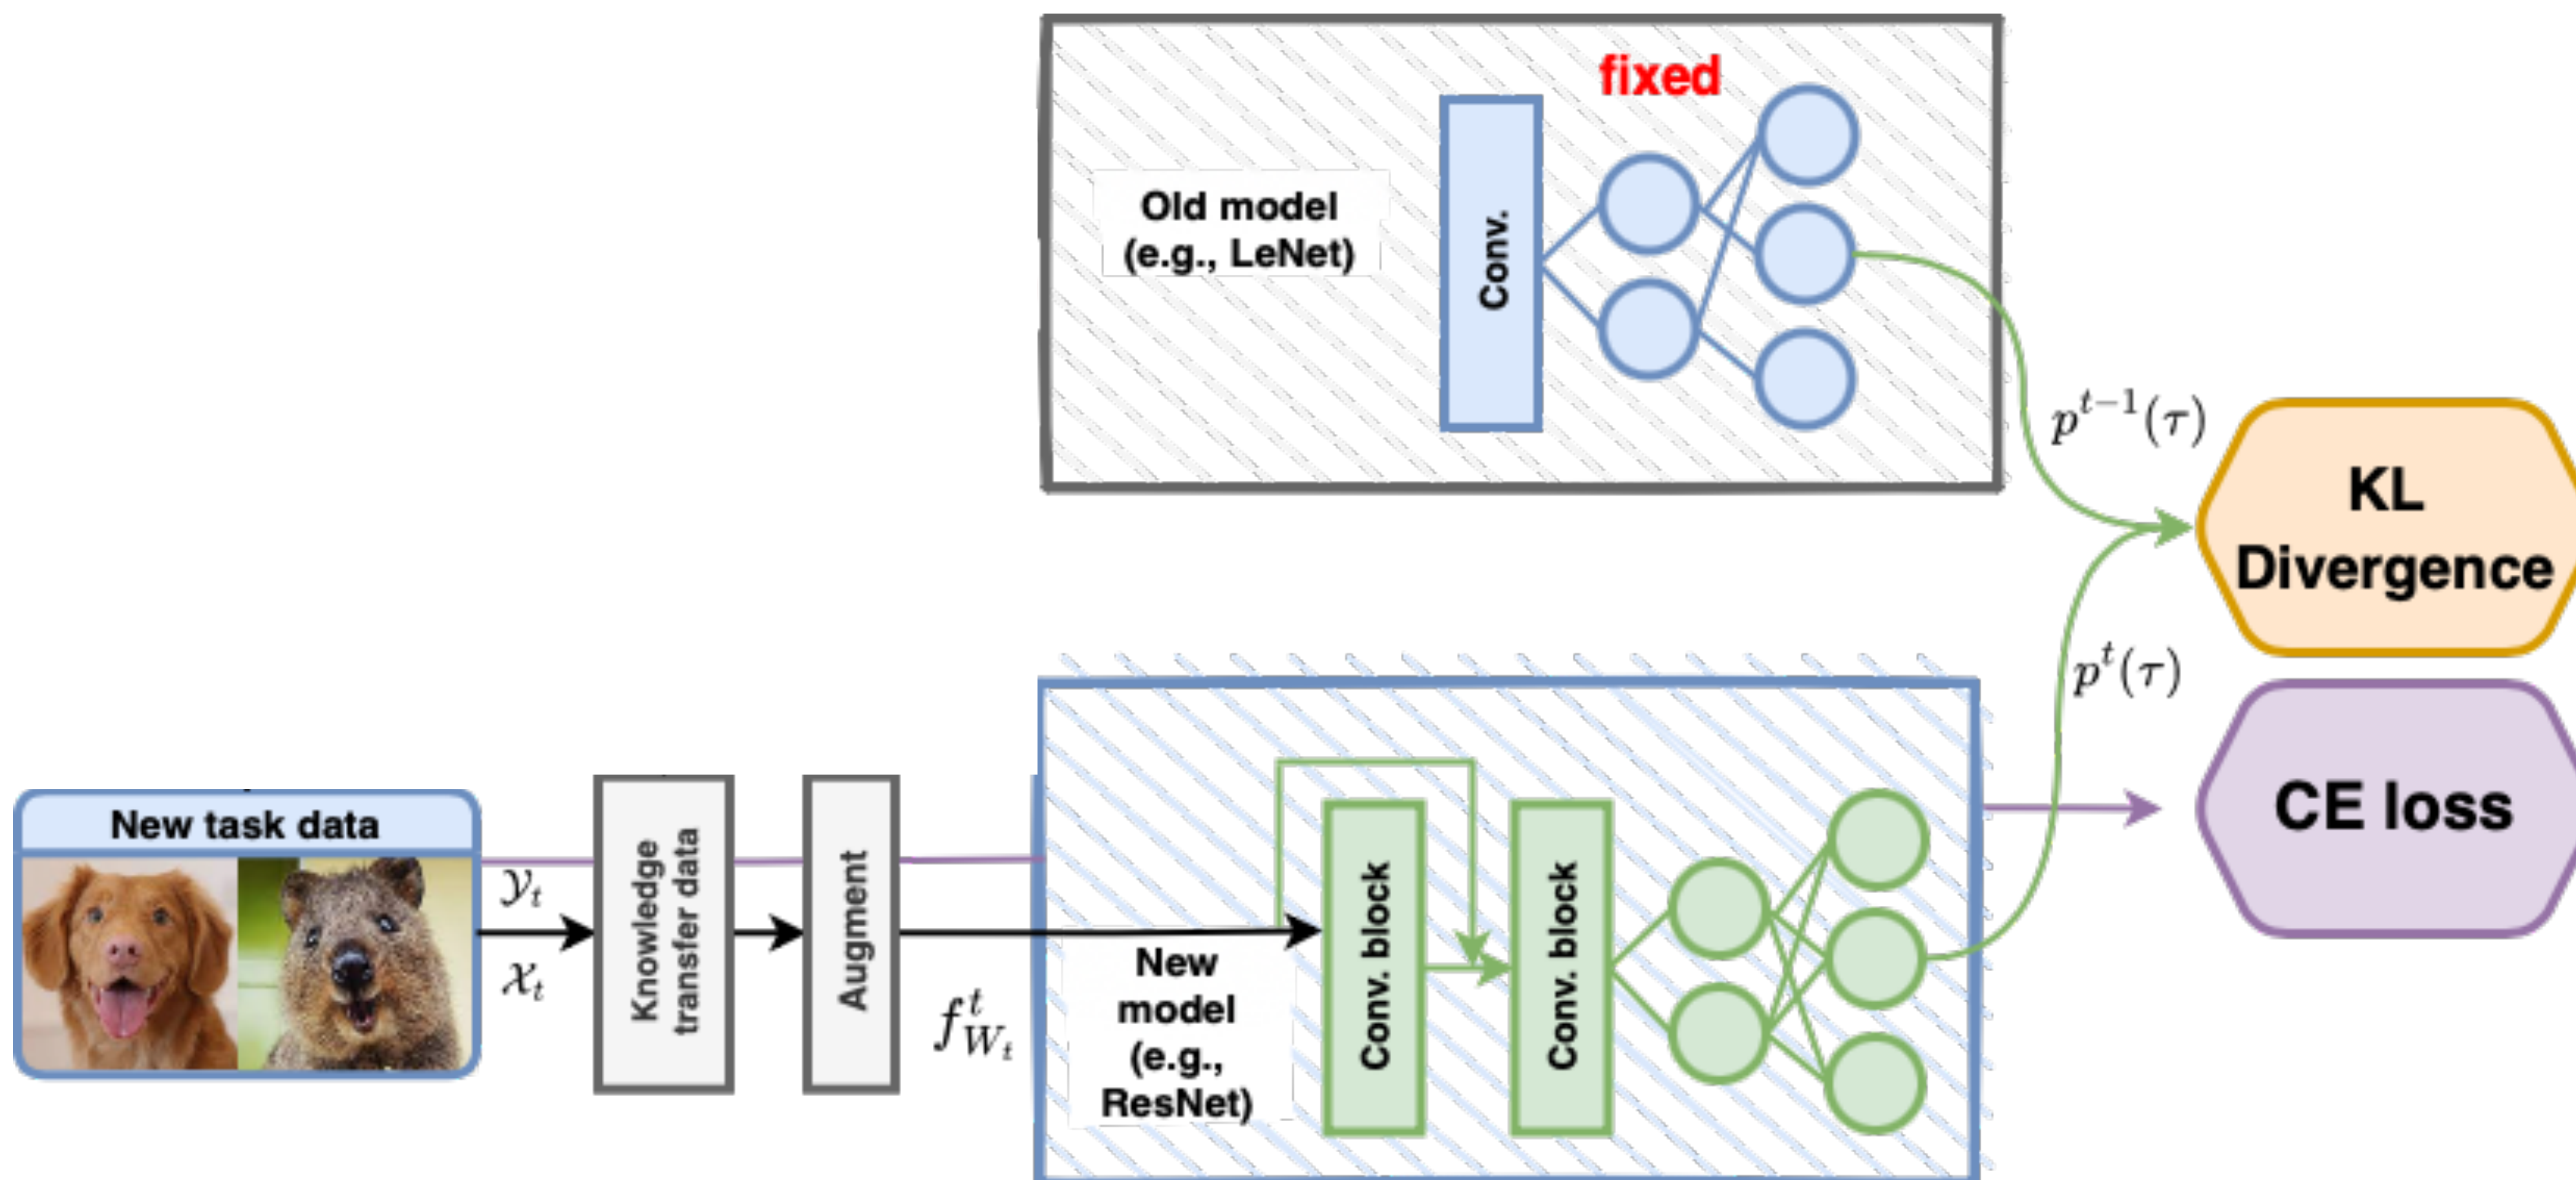 fixed
Old model
(e.g., LeNet)
Conv.
p^{t-1}(τ)
KL
Divergence
p^t(τ)
New task data
𝒴_t
𝒳_t
Knowledge
transfer data
Augment
f^t_{W_t}
New
model
(e.g.,
ResNet)
Conv. block
Conv. block
CE loss